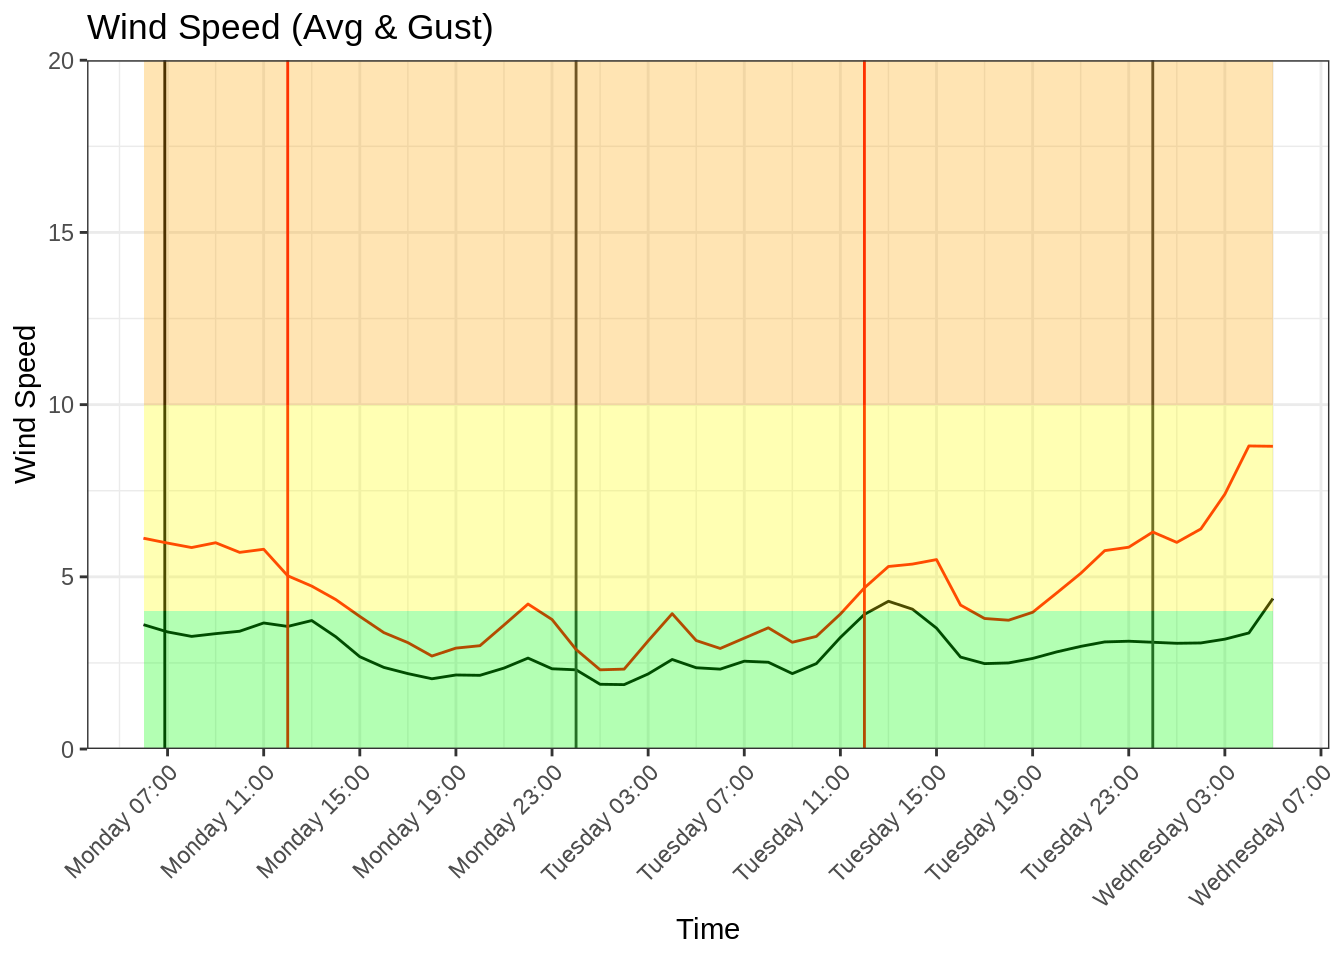 Wind Speed (Avg & Gust)
Wind Speed
20
15
10
5
0
Monday 07:00
Monday 11:00
Monday 15:00
Monday 19:00
Monday 23:00
Tuesday 03:00
Tuesday 07:00
Tuesday 11:00
Tuesday 15:00
Tuesday 19:00
Tuesday 23:00
Wednesday 03:00
Wednesday 07:00
Time